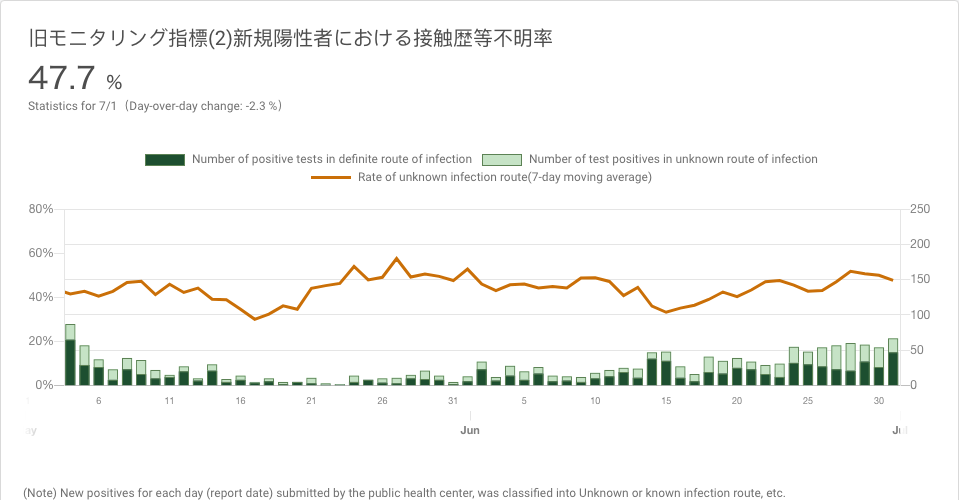 旧モニタリング指標(2)新規陽性者における接触歴等不明率
47.7 %
Statistics for 7/1（Day-over-day change: -2.3 %）
Number of positive tests in definite route of infection Number of test positives in unknown route of infection
Rate of unknown infection route(7-day moving average)
80% 250
200
60%
150
40%
100
20%
50
0% 0
6 11 16 21 26 31 5 10 15 20 25 30
ay Jun Jul
(Note) New positives for each day (report date) submitted by the public health center, was classified into Unknown or known infection route, etc.